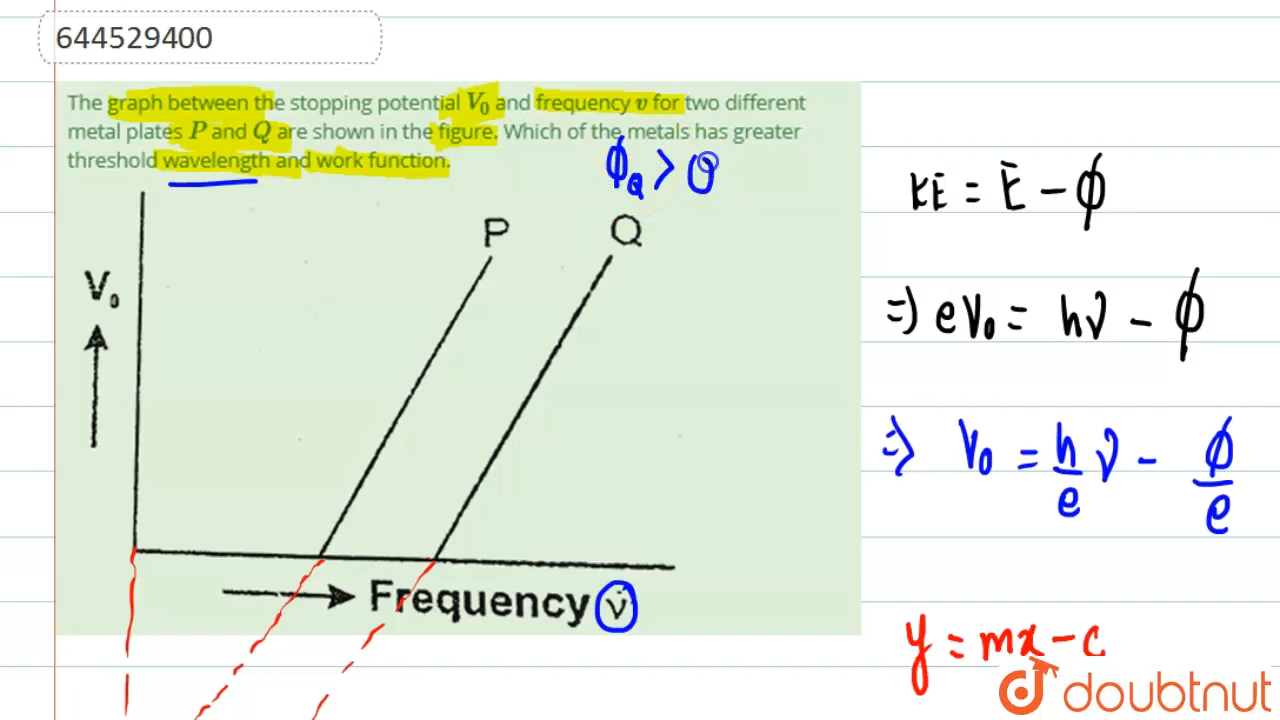 644529400
The graph between the stopping potential V₀ and frequency v for two different
metal plates P and Q are shown in the figure. Which of the metals has greater
threshold wavelength and work function.
ϕQ > 0
P
Q
V₀
Frequency ν
KE = E - ϕ
⇒ eV₀ = hν - ϕ
⇒ V₀ = h/e ν - ϕ/e
y = mx - c
doubtnut